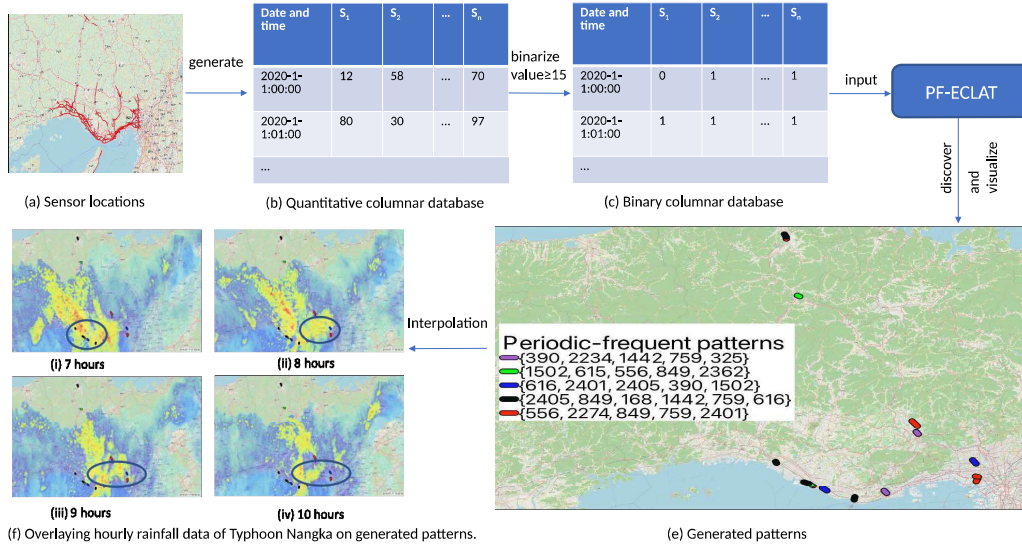 Date and time S1 S2 ... Sn
2020-1-1:00:00 12 58 ... 70
2020-1-1:01:00 80 30 ... 97
...
generate
(a) Sensor locations
(b) Quantitative columnar database
binarize
value≥15
Date and time S1 S2 ... Sn
2020-1-1:00:00 0 1 ... 1
2020-1-1:01:00 1 1 ... 1
...
(c) Binary columnar database
input
PF-ECLAT
discover
and
visualize
Periodic-frequent patterns
{390, 2234, 1442, 759, 325}
{1502, 615, 556, 849, 2362}
{616, 2401, 2405, 390, 1502}
{2405, 849, 168, 1442, 759, 616}
{556, 2274, 849, 759, 2401}
(e) Generated patterns
Interpolation
(i) 7 hours
(ii) 8 hours
(iii) 9 hours
(iv) 10 hours
(f) Overlaying hourly rainfall data of Typhoon Nangka on generated patterns.